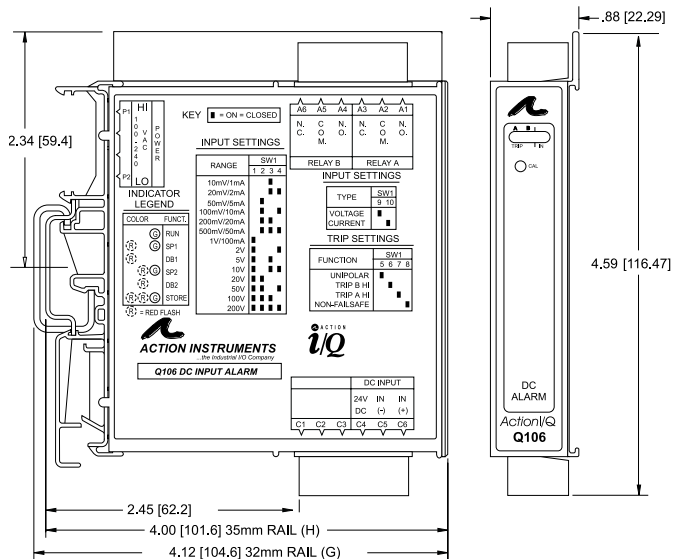 .88 [22.29]
2.34 [59.4]
4.59 [116.47]
P1
HI
100-240
VAC
POWER
P2
LO
KEY ▮ = ON = CLOSED
A6 A5 A4 A3 A2 A1
N.C. COM. N.O. N.C. COM. N.O.
RELAY B RELAY A
INPUT SETTINGS
RANGE SW1
1 2 3 4
10mV/1mA
20mV/2mA
50mV/5mA
100mV/10mA
200mV/20mA
500mV/50mA
1V/100mA
2V
5V
10V
20V
50V
100V
200V
INPUT SETTINGS
TYPE SW1
9 10
VOLTAGE
CURRENT
TRIP SETTINGS
FUNCTION SW1
5 6 7 8
UNIPOLAR
TRIP B HI
TRIP A HI
NON-FAILSAFE
INDICATOR
LEGEND
COLOR FUNCT.
G RUN
R G SP1
R DB1
R G SP2
R DB2
R R G STORE
R = RED FLASH
ACTION INSTRUMENTS
...the Industrial I/O Company
Q106 DC INPUT ALARM
ACTION
I/Q
DC INPUT
24V IN IN
DC (-) (+)
C1 C2 C3 C4 C5 C6
A B
TRIP IN
CAL
DC
ALARM
ActionI/Q
Q106
2.45 [62.2]
4.00 [101.6] 35mm RAIL (H)
4.12 [104.6] 32mm RAIL (G)